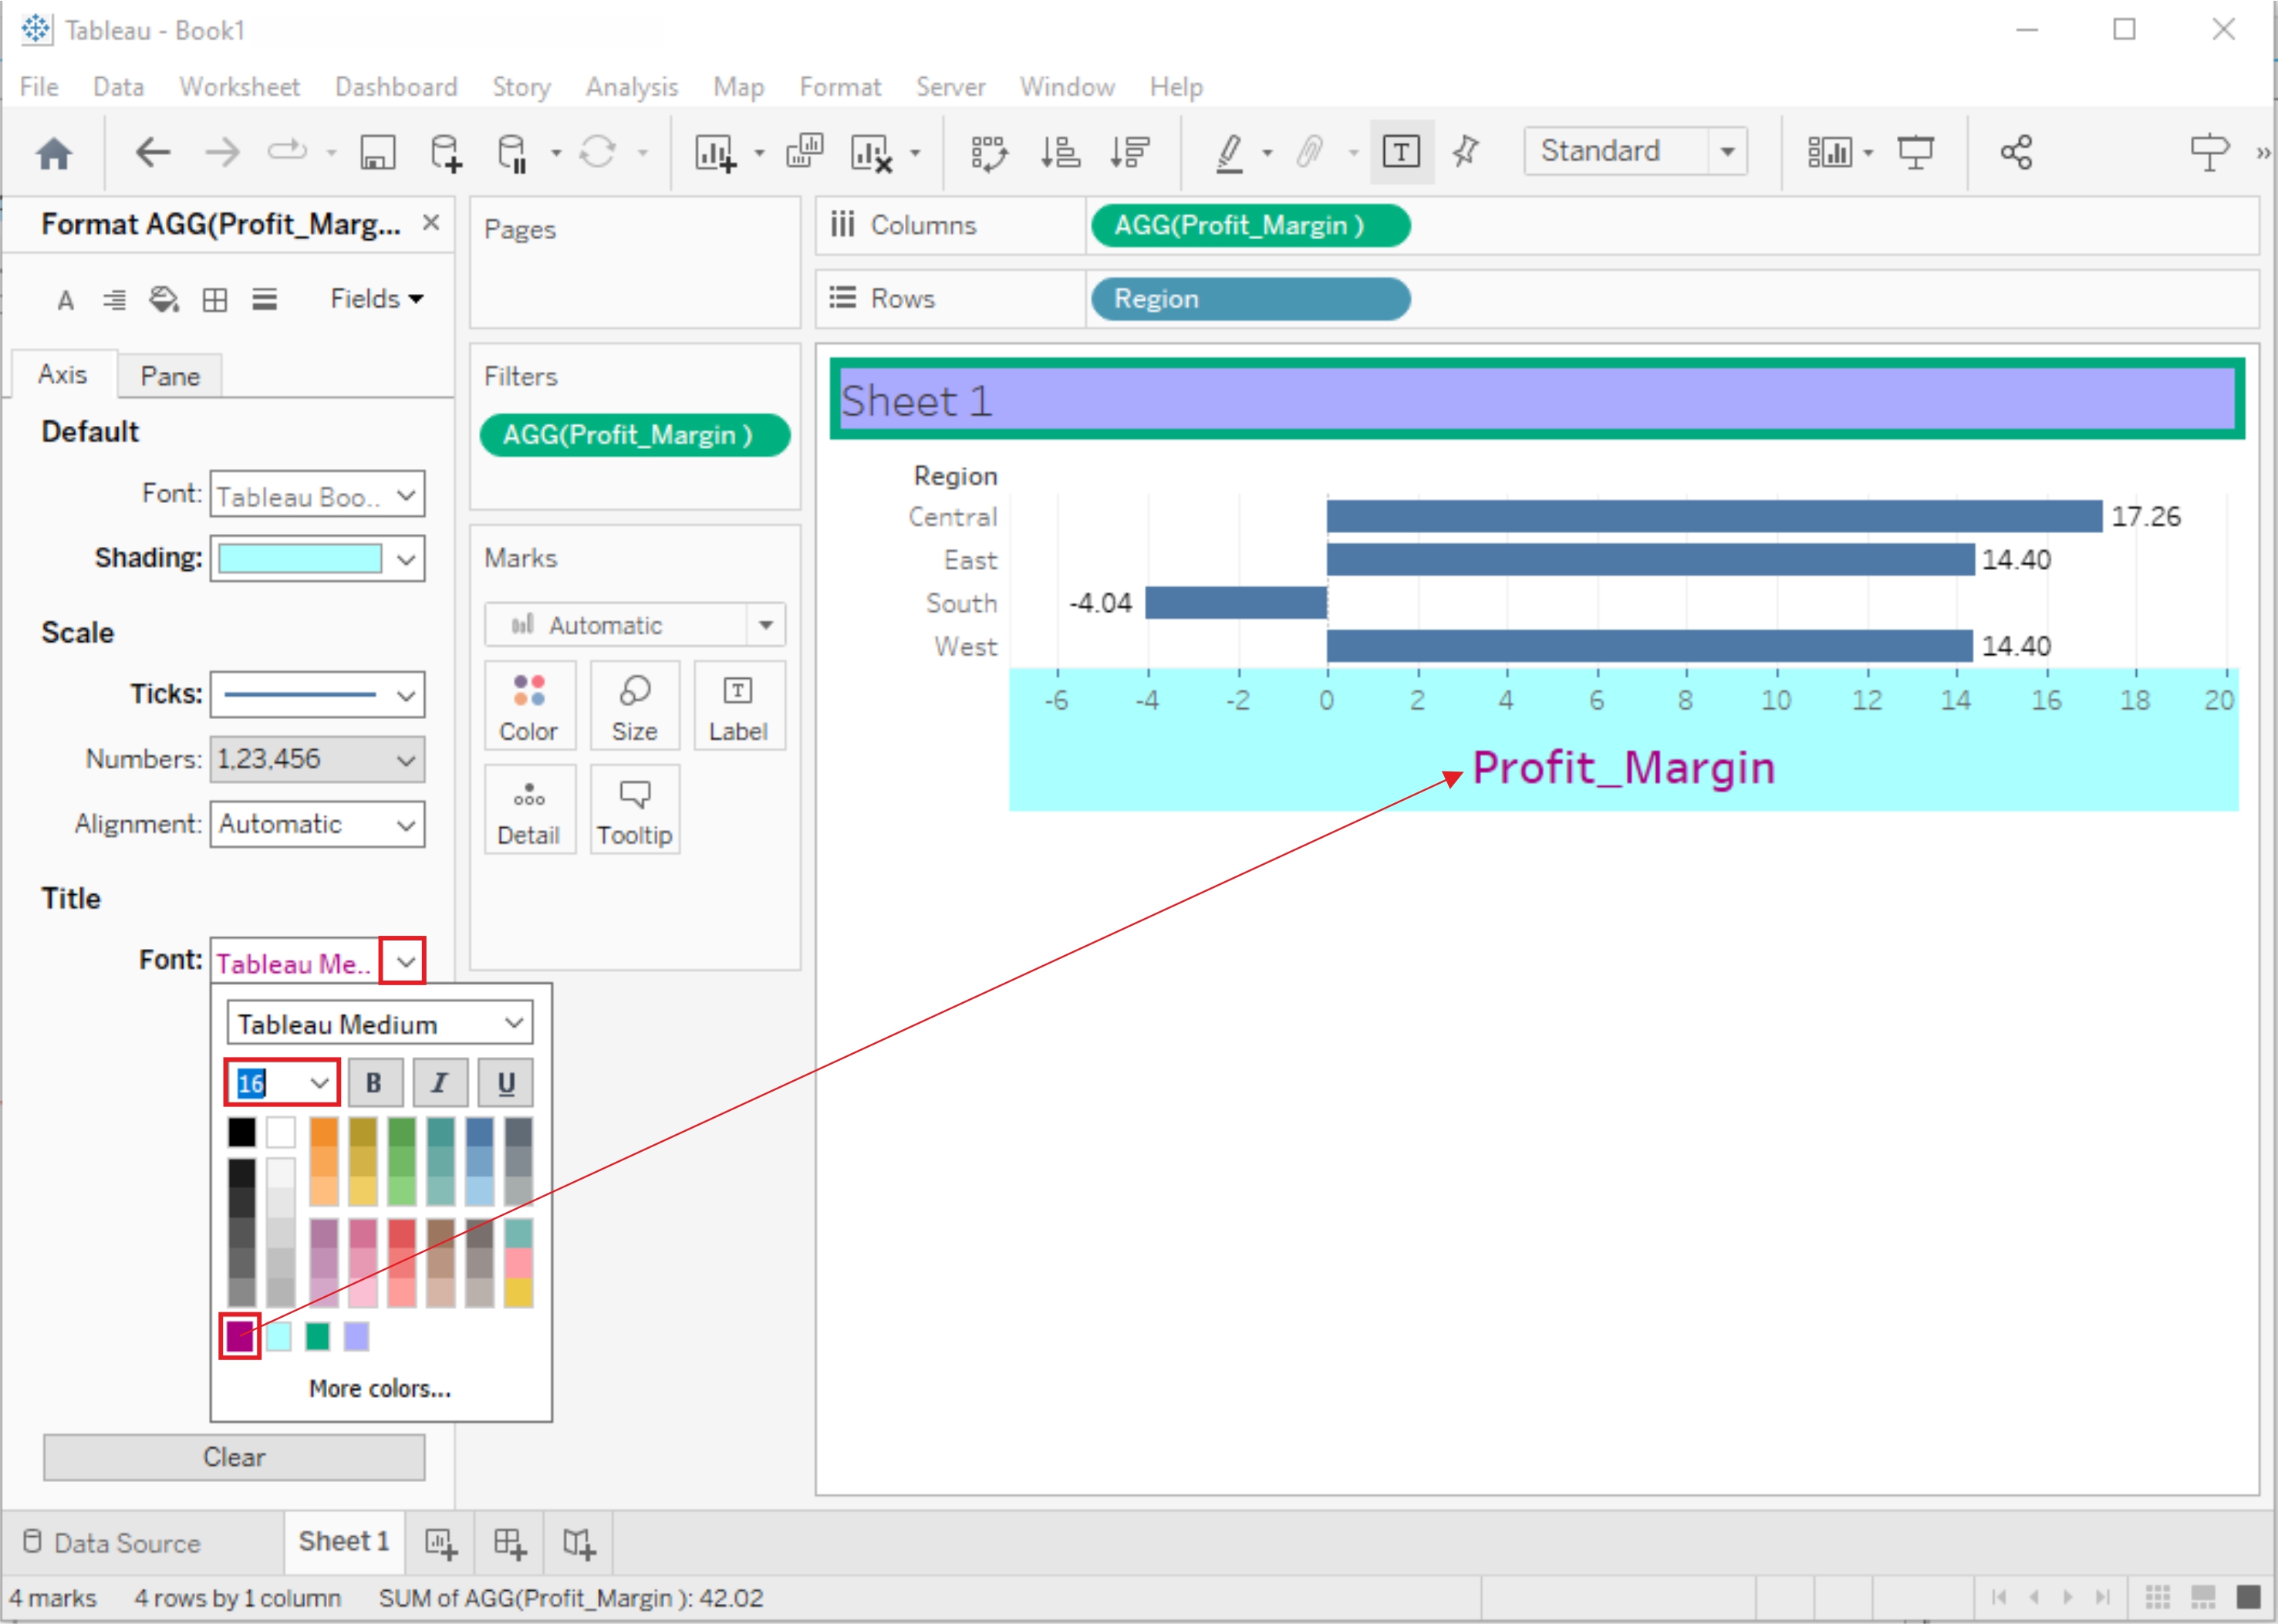 Tableau - Book1
File Data Worksheet Dashboard Story Analysis Map Format Server Window Help
Standard
Format AGG(Profit_Marg...
Fields
Axis
Pane
Default
Font: Tableau Boo..
Shading:
Scale
Ticks:
Numbers: 1,23,456
Alignment: Automatic
Title
Font: Tableau Me..
Tableau Medium
16 B I U
More colors...
Clear
Pages
Filters
AGG(Profit_Margin )
Marks
Automatic
Color Size Label
Detail Tooltip
Columns AGG(Profit_Margin )
Rows Region
Sheet 1
Region
Central 17.26
East 14.40
South -4.04
West 14.40
-6 -4 -2 0 2 4 6 8 10 12 14 16 18 20
Profit_Margin
Data Source Sheet 1
4 marks 4 rows by 1 column SUM of AGG(Profit_Margin ): 42.02